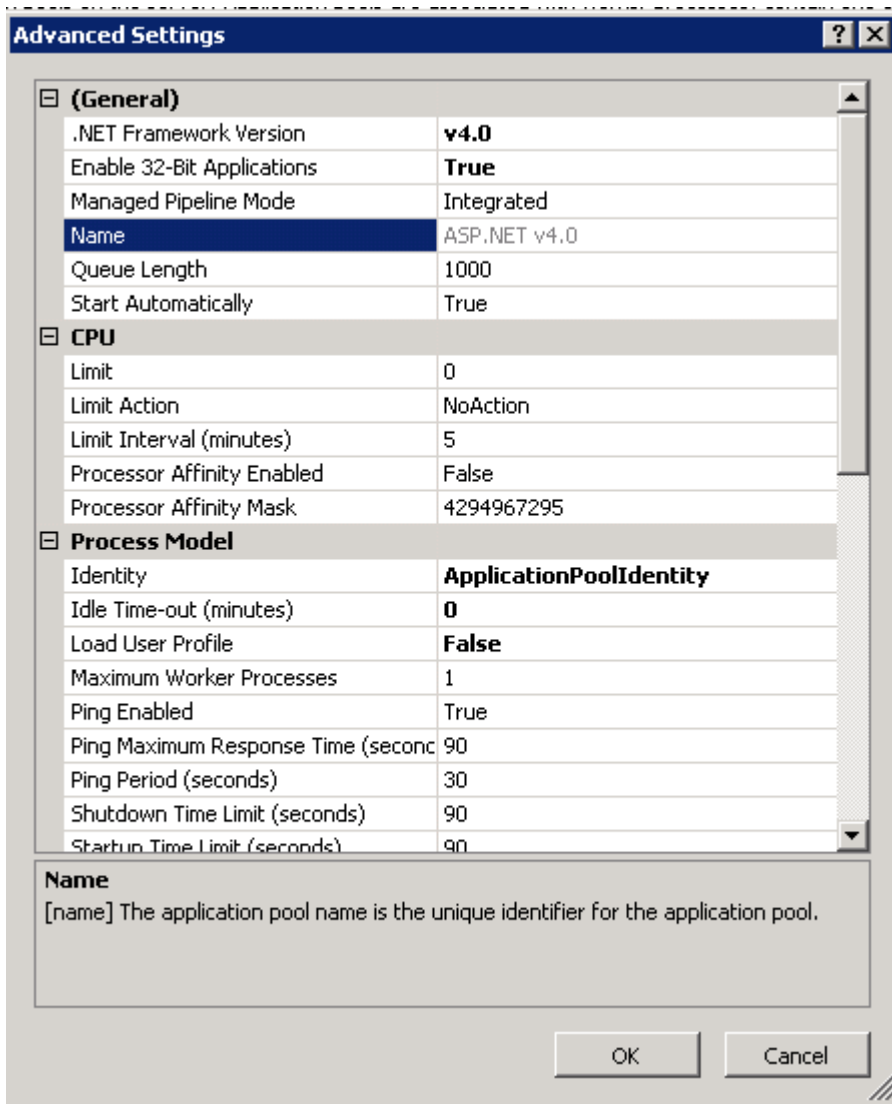 Advanced Settings
(General)
.NET Framework Version v4.0
Enable 32-Bit Applications True
Managed Pipeline Mode Integrated
Name ASP.NET v4.0
Queue Length 1000
Start Automatically True
CPU
Limit 0
Limit Action NoAction
Limit Interval (minutes) 5
Processor Affinity Enabled False
Processor Affinity Mask 4294967295
Process Model
Identity ApplicationPoolIdentity
Idle Time-out (minutes) 0
Load User Profile False
Maximum Worker Processes 1
Ping Enabled True
Ping Maximum Response Time (seconc 90
Ping Period (seconds) 30
Shutdown Time Limit (seconds) 90
Startup Time Limit (seconds) 90
Name
[name] The application pool name is the unique identifier for the application pool.
OK Cancel